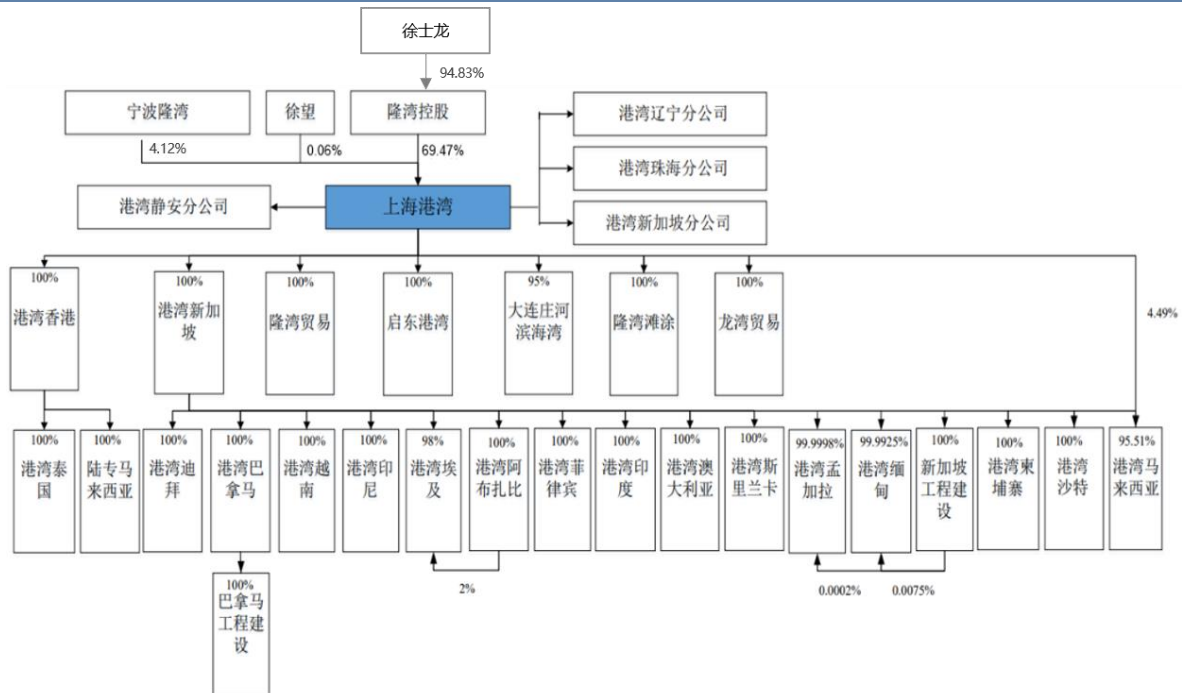 徐士龙
94.83%
宁波隆湾
徐望
隆湾控股
港湾辽宁分公司
4.12%
0.06%
69.47%
港湾珠海分公司
港湾静安分公司
上海港湾
港湾新加坡分公司
100%
港湾香港
100%
港湾新加
坡
100%
隆湾贸易
100%
启东港湾
95%
大连庄河
滨海湾
100%
隆湾滩涂
100%
龙湾贸易
4.49%
100%
港湾泰
国
100%
陆专马
来西亚
100%
港湾迪
拜
100%
港湾巴
拿马
100%
港湾越
南
100%
港湾印
尼
98%
港湾埃
及
100%
港湾阿
布扎比
100%
港湾菲
律宾
100%
港湾印
度
100%
港湾澳
大利亚
100%
港湾斯
里兰卡
99.9998%
港湾孟
加拉
99.9925%
港湾缅
甸
100%
新加坡
工程建
设
100%
港湾柬
埔寨
100%
港湾
沙特
95.51%
港湾马
来西亚
100%
巴拿马
工程建
设
2%
0.0002%
0.0075%